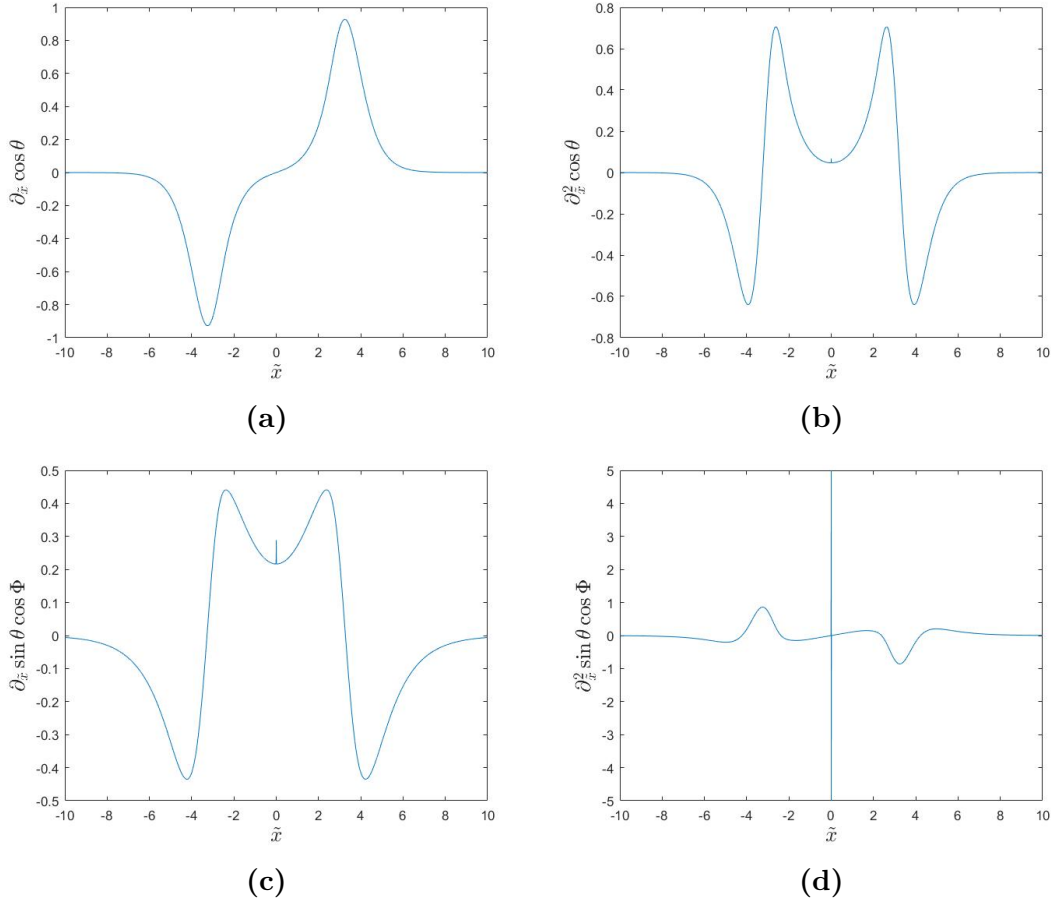 1
0.8
0.6
0.4
0.2
0
-0.2
-0.4
-0.6
-0.8
-1
-10 -8 -6 -4 -2 0 2 4 6 8 10
∂x̃ cos θ
x̃
(a)
0.8
0.6
0.4
0.2
0
-0.2
-0.4
-0.6
-0.8
-10 -8 -6 -4 -2 0 2 4 6 8 10
∂²x̃ cos θ
x̃
(b)
0.5
0.4
0.3
0.2
0.1
0
-0.1
-0.2
-0.3
-0.4
-0.5
-10 -8 -6 -4 -2 0 2 4 6 8 10
∂x̃ sin θ cos Φ
x̃
(c)
5
4
3
2
1
0
-1
-2
-3
-4
-5
-10 -8 -6 -4 -2 0 2 4 6 8 10
∂²x̃ sin θ cos Φ
x̃
(d)